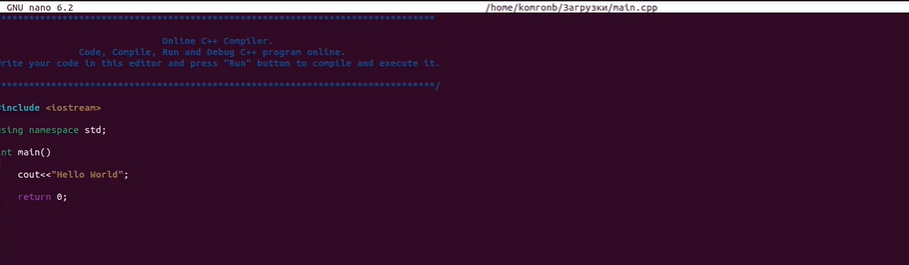 GNU nano 6.2 /home/komronb/Загрузки/main.cpp
******************************************************************************
Online C++ Compiler.
Code, Compile, Run and Debug C++ program online.
rite your code in this editor and press "Run" button to compile and execute it.
*******************************************************************************/
#include <iostream>
using namespace std;
int main()
cout<<"Hello World";
return 0;